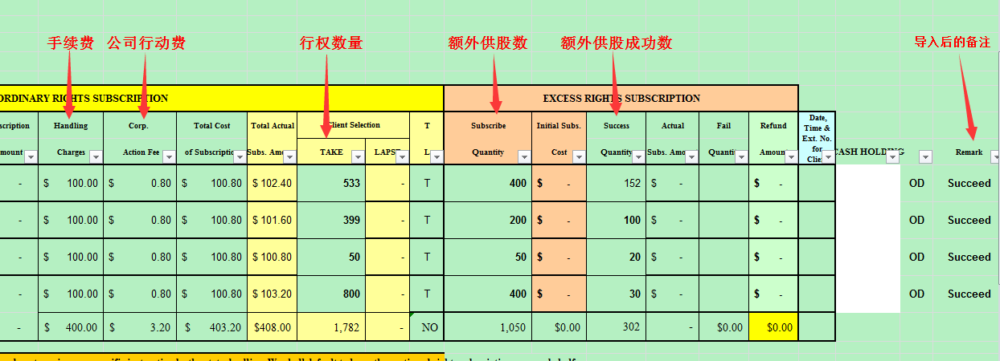 手续费 公司行动费 行权数量 额外供股数 额外供股成功数 导入后的备注
ORDINARY RIGHTS SUBSCRIPTION EXCESS RIGHTS SUBSCRIPTION
scription Handling Corp. Total Cost Total Actual Client Selection T Subscribe Initial Subs. Success Actual Fail Refund Date, Time & Ext. No. for
mount Charges Action Fee of Subscriptio Subs. Amo TAKE LAPSE Quantity Cost Quantity Subs. Amo Quanti Amoun CASH HOLDING Remark
- $ 100.00 $ 0.80 $ 100.80 $ 102.40 533 - T 400 $ - 152 $ - $ - OD Succeed
- $ 100.00 $ 0.80 $ 100.80 $ 101.60 399 - T 200 $ - 100 $ - $ - OD Succeed
- $ 100.00 $ 0.80 $ 100.80 $ 100.80 50 - T 50 $ - 20 $ - $ - OD Succeed
- $ 100.00 $ 0.80 $ 100.80 $ 103.20 800 - T 400 $ - 30 $ - $ - OD Succeed
- $ 400.00 $ 3.20 $ 403.20 $408.00 1,782 - NO 1,050 $0.00 302 - $0.00 $0.00